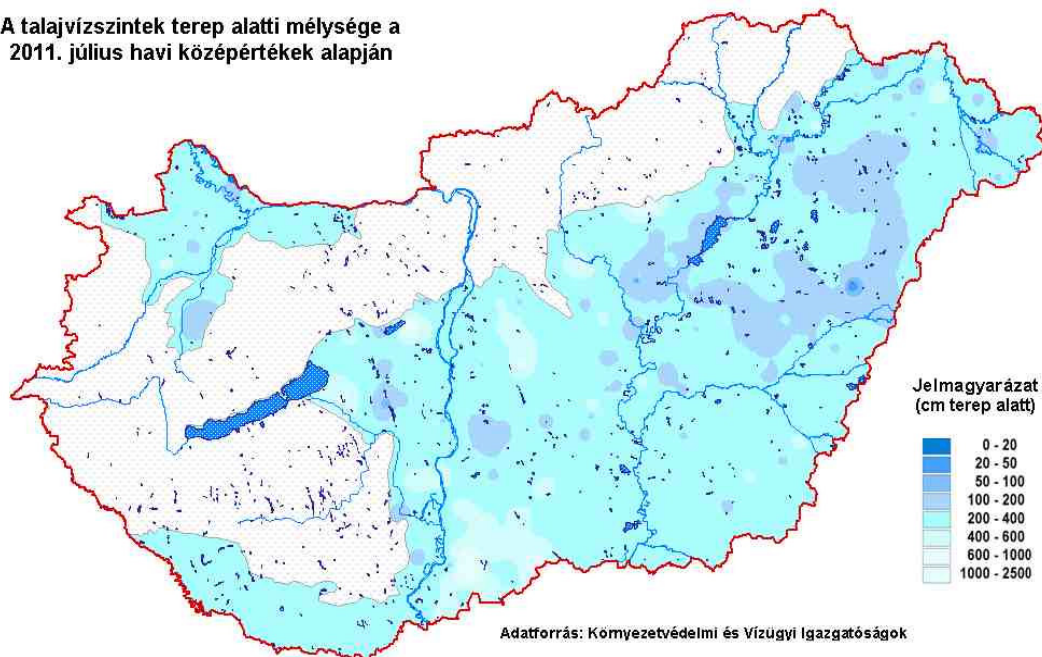 A talajvízszintek terep alatti mélysége a
2011. július havi középértékek alapján
Jelmagyarázat
(cm terep alatt)
0 - 20
20 - 50
50 - 100
100 - 200
200 - 400
400 - 600
600 - 1000
1000 - 2500
Adatforrás: Környezetvédelmi és Vízügyi Igazgatóságok